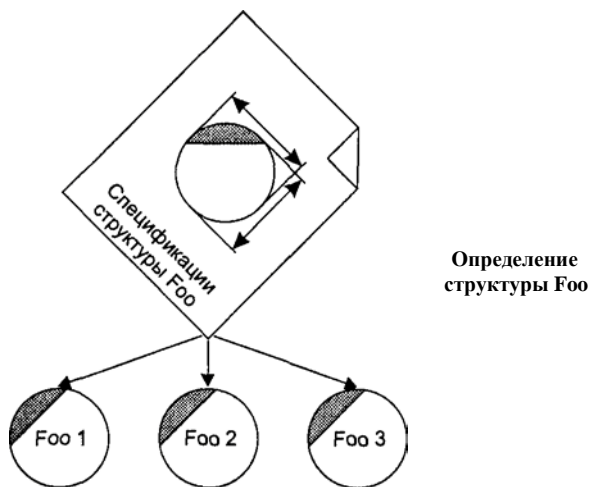 Спецификации
структуры Foo
Определение
структуры Foo
Foo 1
Foo 2
Foo 3